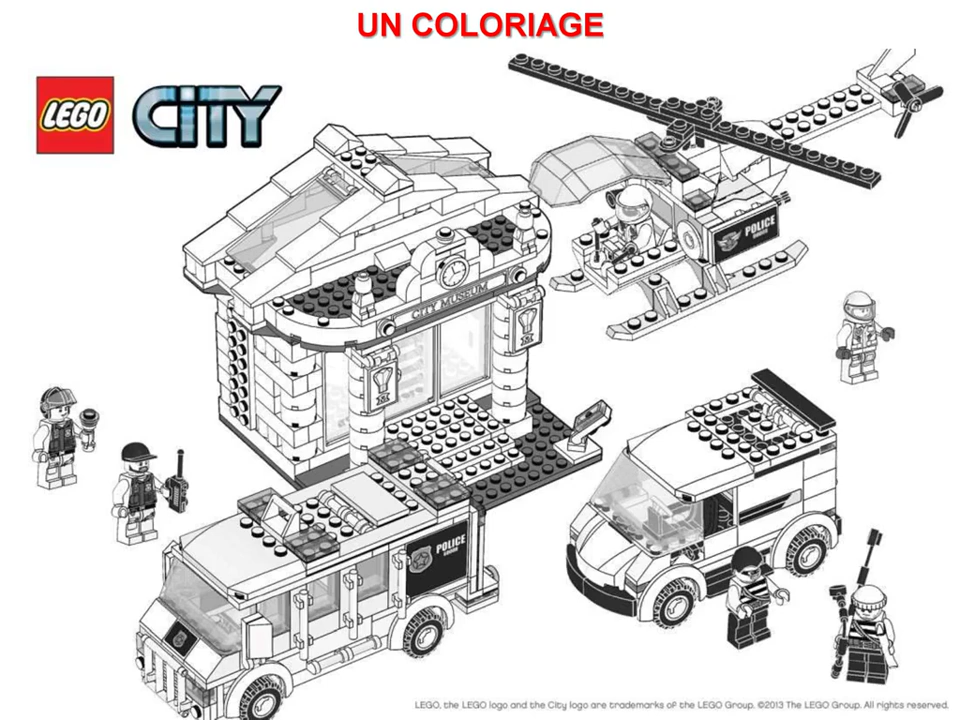 UN COLORIAGE
LEGO
CITY
POLICE
CITY MUSEUM
POLICE
LEGO, the LEGO logo and the City logo are trademarks of the LEGO Group. ©2013 The LEGO Group. All rights reserved.